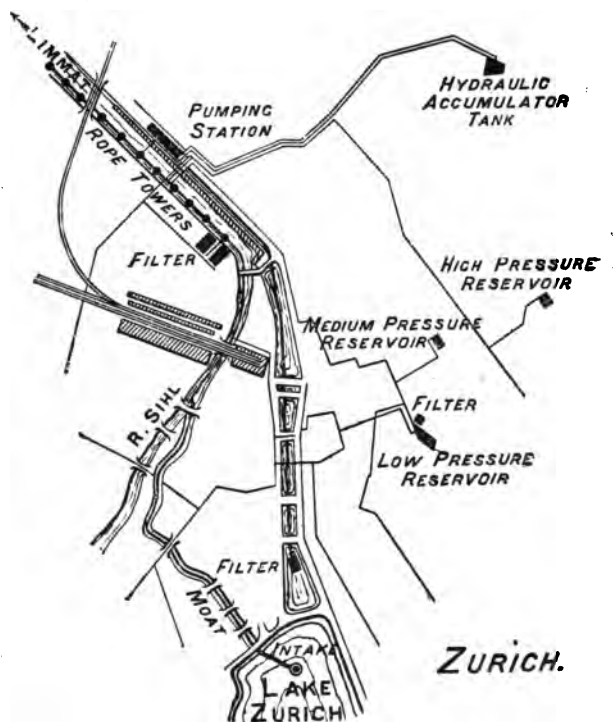 LIMMAT
HYDRAULIC
ACCUMULATOR
TANK
PUMPING
STATION
ROPE TOWERS
FILTER
HIGH PRESSURE
RESERVOIR
MEDIUM PRESSURE
RESERVOIR
R. SIHL
FILTER
LOW PRESSURE
RESERVOIR
FILTER
MOAT
INTAKE
ZURICH.
LAKE
ZURICH